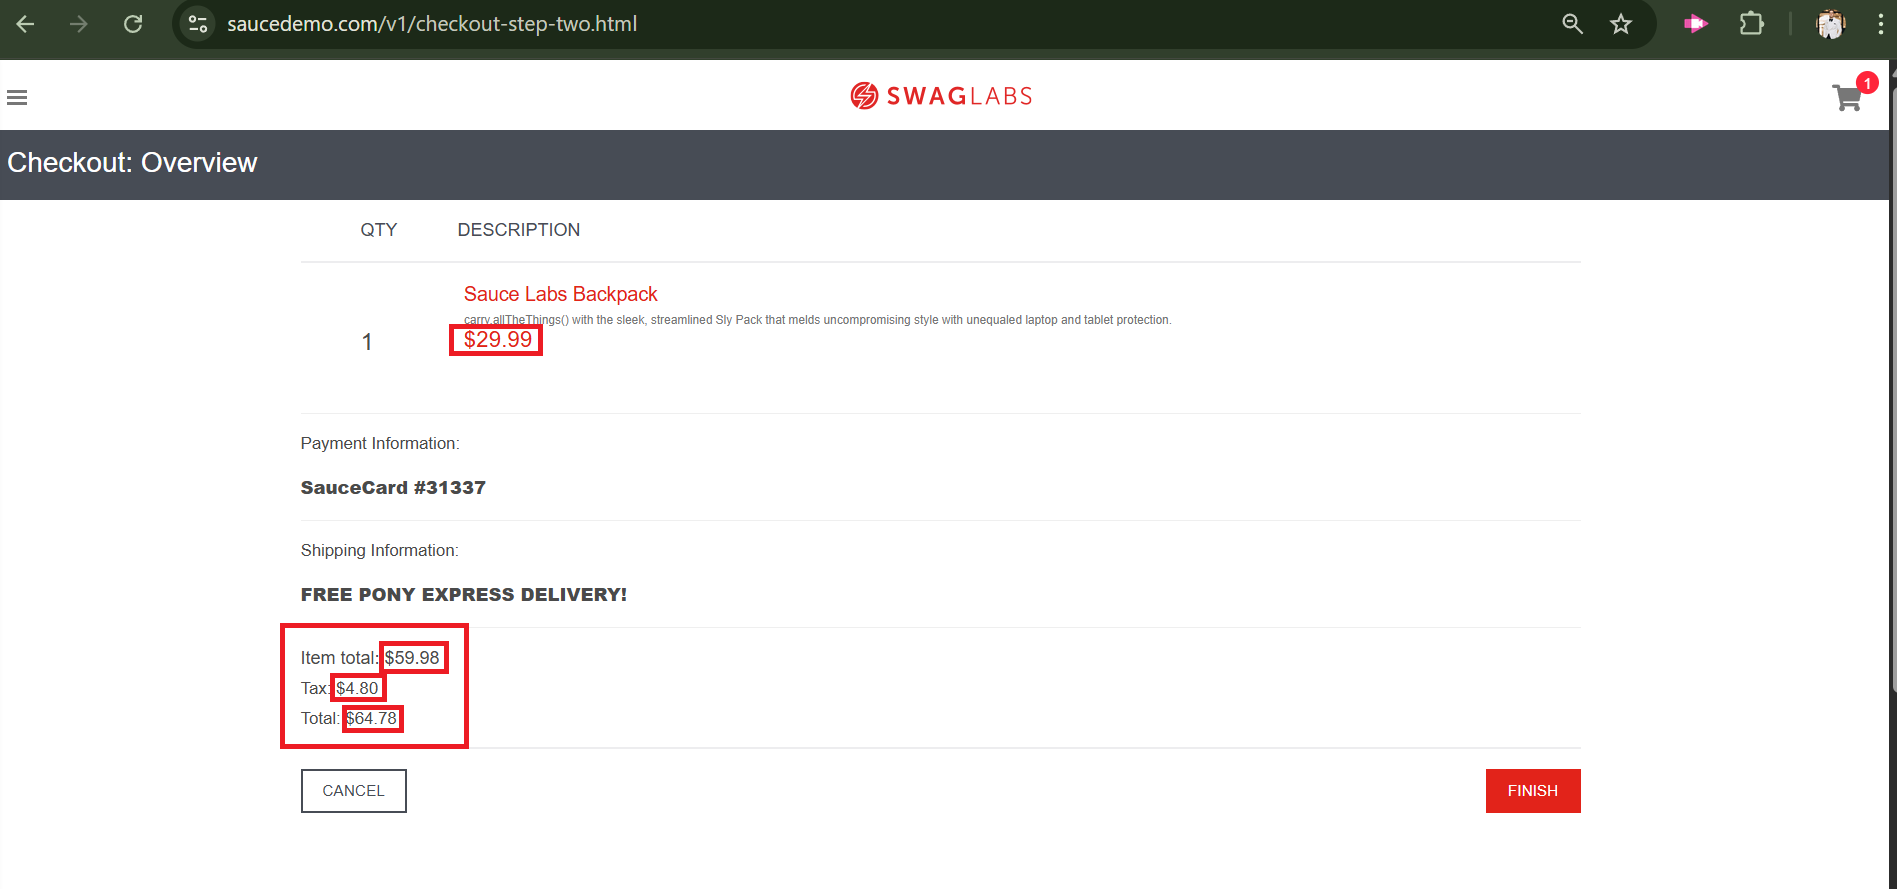 saucedemo.com/v1/checkout-step-two.html
SWAGLABS
1
Checkout: Overview
QTY DESCRIPTION
Sauce Labs Backpack
carry.allTheThings() with the sleek, streamlined Sly Pack that melds uncompromising style with unequaled laptop and tablet protection.
1 $29.99
Payment Information:
SauceCard #31337
Shipping Information:
FREE PONY EXPRESS DELIVERY!
Item total: $59.98
Tax: $4.80
Total: $64.78
CANCEL FINISH